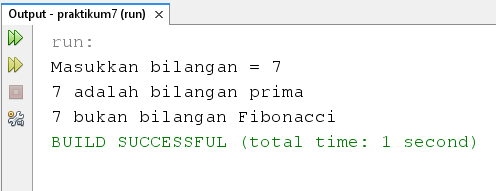 Output - praktikum7 (run) ×
run:
Masukkan bilangan = 7
7 adalah bilangan prima
7 bukan bilangan Fibonacci
BUILD SUCCESSFUL (total time: 1 second)